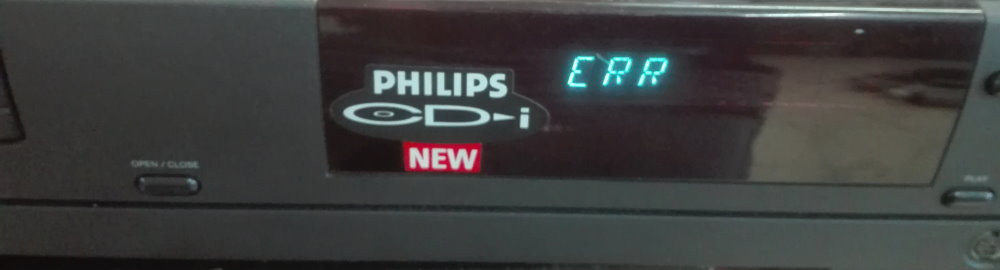 PHILIPS
CD-i
NEW
ERR
OPEN / CLOSE
PLAY